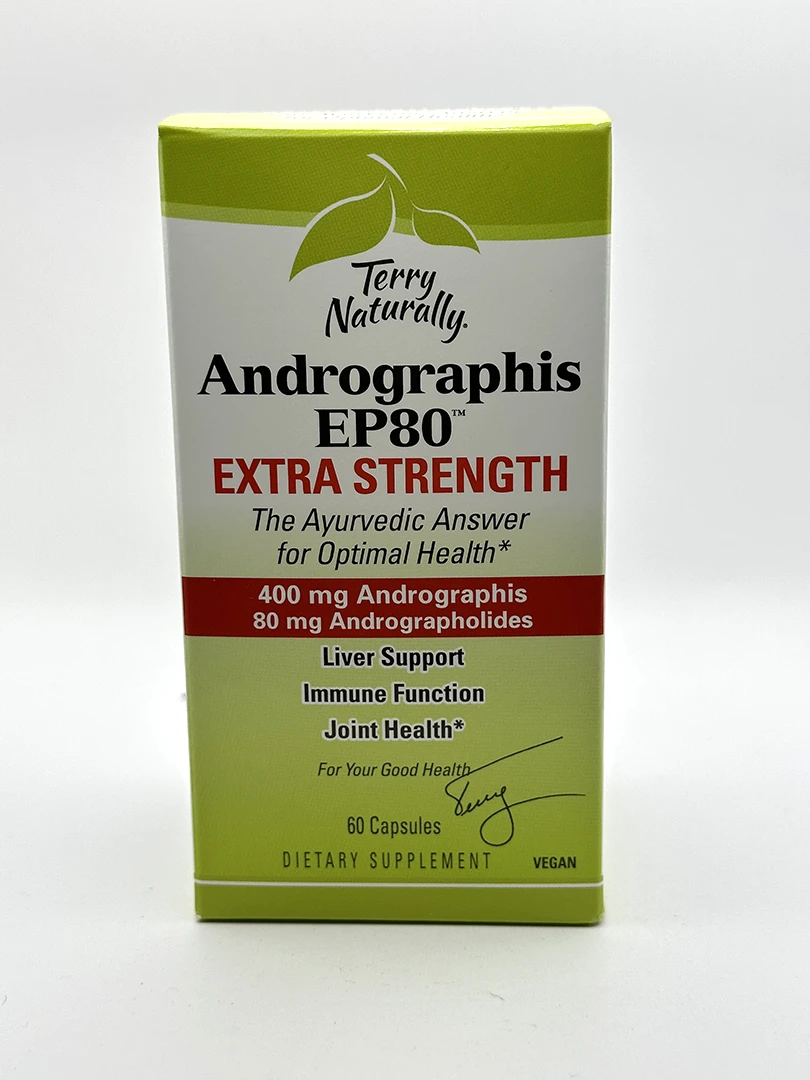 Terry
Naturally®
Andrographis
EP80™
EXTRA STRENGTH
The Ayurvedic Answer
for Optimal Health*
400 mg Andrographis
80 mg Andrographolides
Liver Support
Immune Function
Joint Health*
For Your Good Health,
Terry
60 Capsules
DIETARY SUPPLEMENT VEGAN